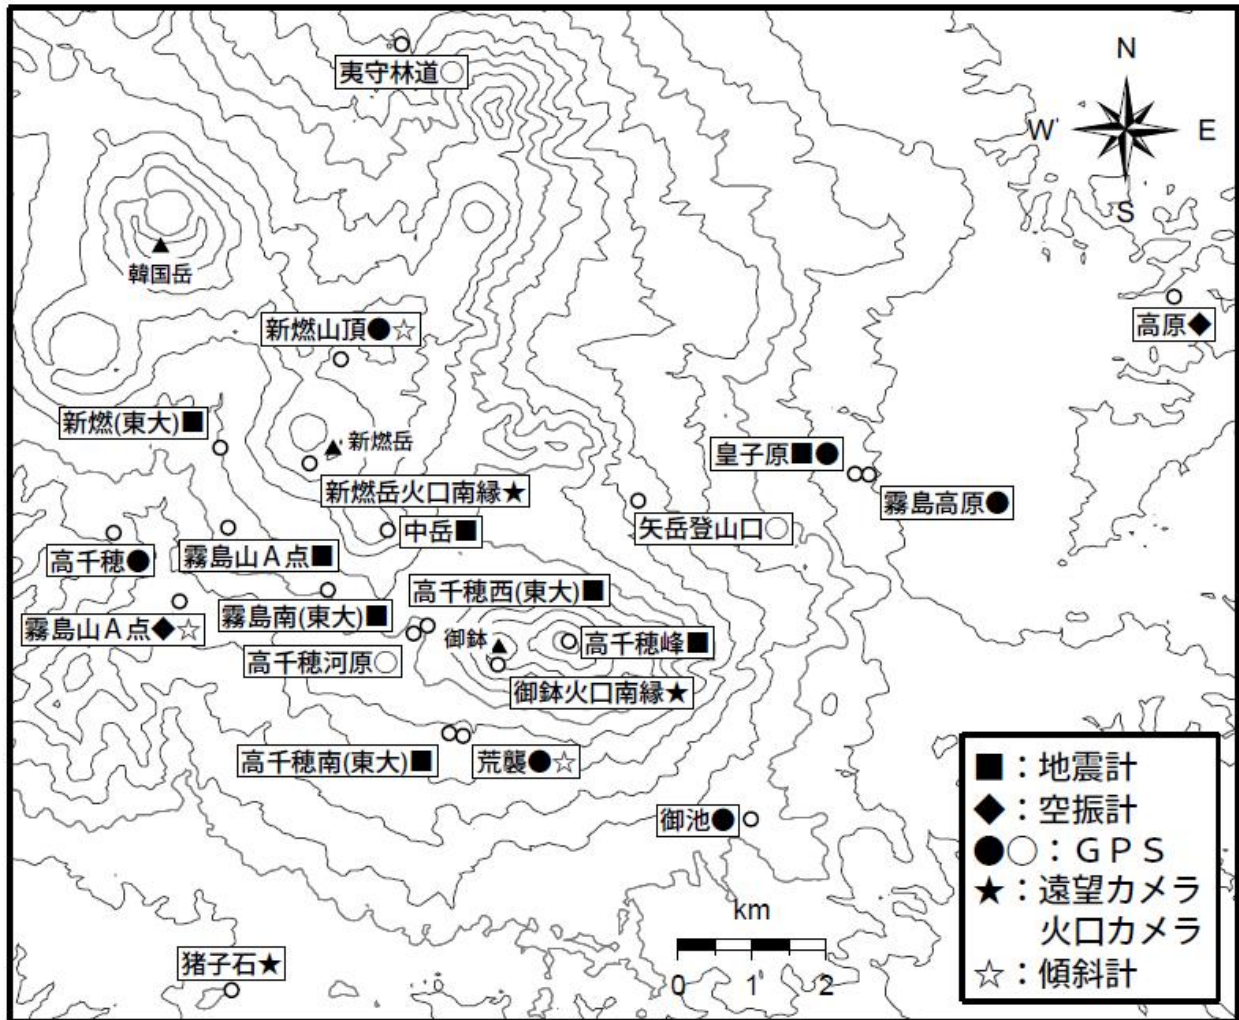 夷守林道○
N
W
E
S
韓国岳
新燃山頂●☆
高原◆
新燃(東大)■
新燃岳
皇子原■●
新燃岳火口南縁★
霧島高原●
中岳■
矢岳登山口○
高千穂●
霧島山Ａ点■
高千穂西(東大)■
霧島山Ａ点◆☆
霧島南(東大)■
御鉢
高千穂峰■
高千穂河原○
御鉢火口南縁★
高千穂南(東大)■
荒襲●☆
御池●
猪子石★
km
0 1 2
■：地震計
◆：空振計
●○：ＧＰＳ
★：遠望カメラ
火口カメラ
☆：傾斜計